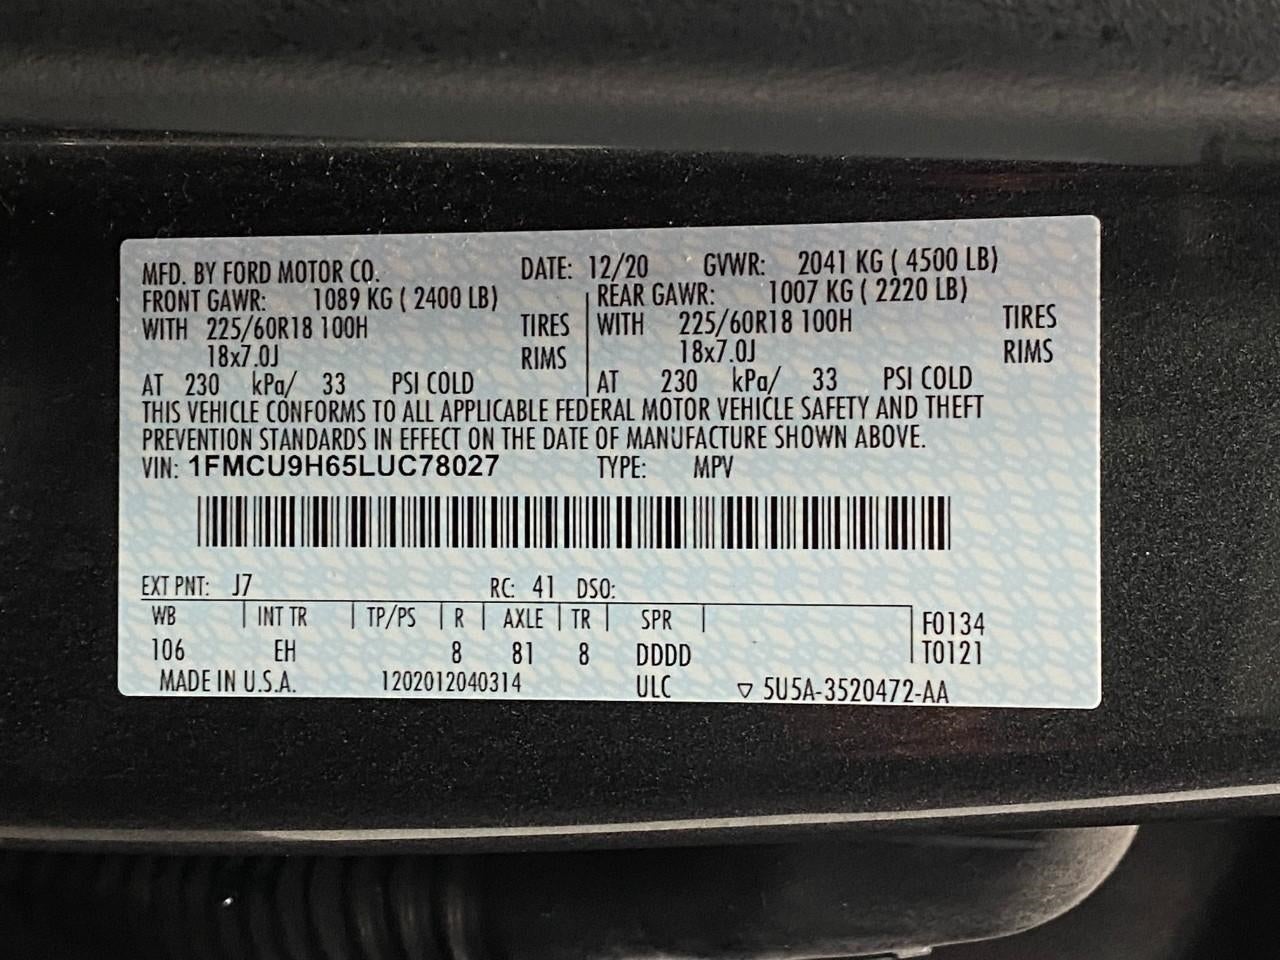 MFD. BY FORD MOTOR CO. DATE: 12/20 GVWR: 2041 KG ( 4500 LB)
FRONT GAWR: 1089 KG ( 2400 LB) REAR GAWR: 1007 KG ( 2220 LB)
WITH 225/60R18 100H TIRES WITH 225/60R18 100H TIRES
18x7.0J RIMS 18x7.0J RIMS
AT 230 kPa/ 33 PSI COLD AT 230 kPa/ 33 PSI COLD
THIS VEHICLE CONFORMS TO ALL APPLICABLE FEDERAL MOTOR VEHICLE SAFETY AND THEFT
PREVENTION STANDARDS IN EFFECT ON THE DATE OF MANUFACTURE SHOWN ABOVE.
VIN: 1FMCU9H65LUC78027 TYPE: MPV
EXT PNT: J7 RC: 41 DSO:
WB INT TR TP/PS R AXLE TR SPR F0134
106 EH 8 81 8 DDDD T0121
MADE IN U.S.A. 1202012040314 ULC ▽ 5U5A-3520472-AA